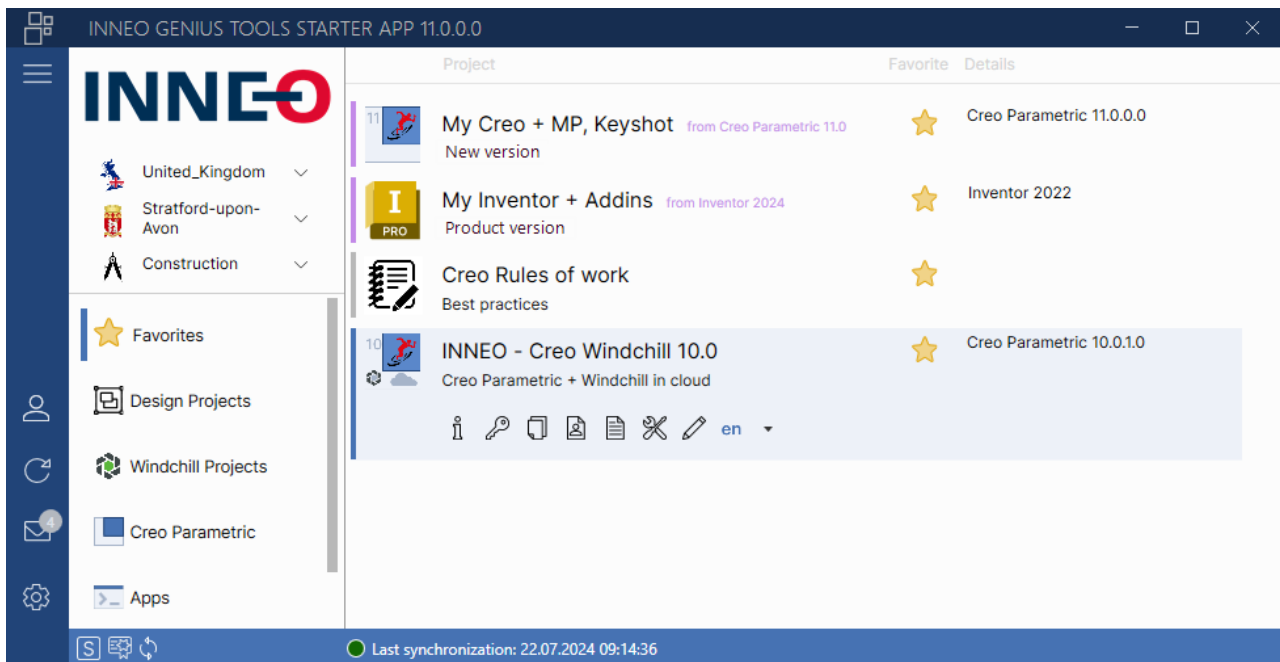 INNEO GENIUS TOOLS STARTER APP 11.0.0.0
INNEO
United_Kingdom
Stratford-upon-
Avon
Construction
Favorites
Design Projects
Windchill Projects
Creo Parametric
Apps
Project Favorite Details
11
My Creo + MP, Keyshot from Creo Parametric 11.0
New version
Creo Parametric 11.0.0.0
I
PRO
My Inventor + Addins from Inventor 2024
Product version
Inventor 2022
Creo Rules of work
Best practices
10
INNEO - Creo Windchill 10.0
Creo Parametric + Windchill in cloud
Creo Parametric 10.0.1.0
en
4
S
Last synchronization: 22.07.2024 09:14:36